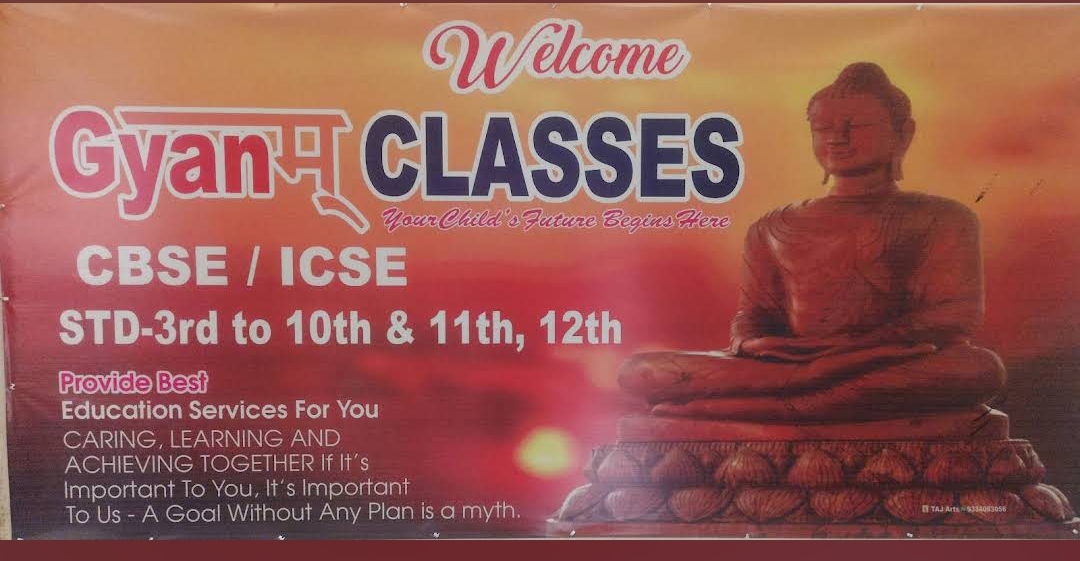 Welcome
Gyanम् CLASSES
Your Child's Future Begins Here
CBSE / ICSE
STD-3rd to 10th & 11th, 12th
Provide Best
Education Services For You
CARING, LEARNING AND
ACHIEVING TOGETHER If It's
Important To You, It's Important
To Us - A Goal Without Any Plan is a myth.
TAJ Arts